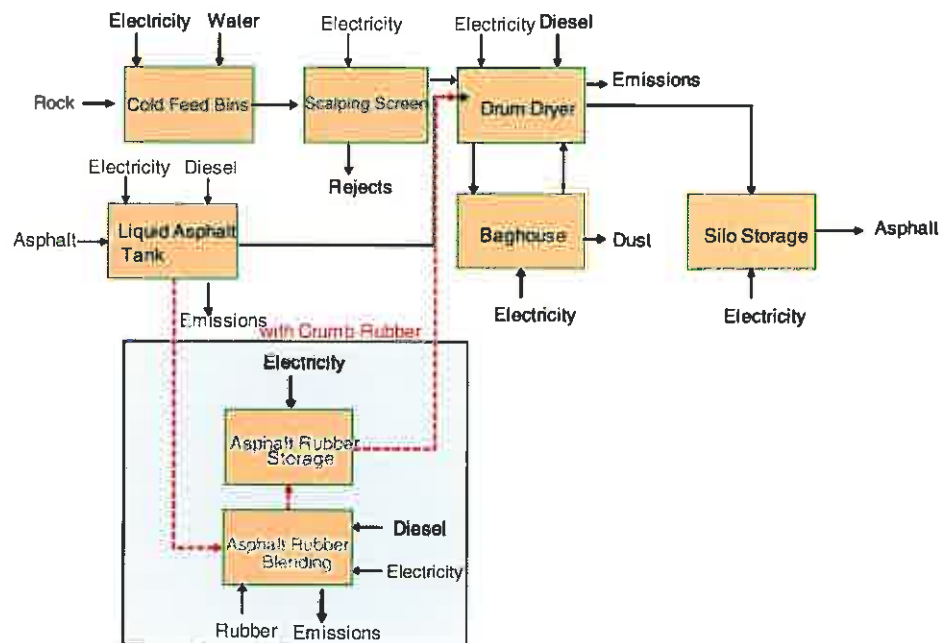 Electricity
Water
Electricity
Electricity
Diesel
Rock
Cold Feed Bins
Scalping Screen
Drum Dryer
Emissions
Rejects
Electricity
Diesel
Asphalt
Liquid Asphalt
Tank
Baghouse
Dust
Silo Storage
Asphalt
Emissions
Electricity
Electricity
with Crumb Rubber
Electricity
Asphalt Rubber
Storage
Asphalt Rubber
Blending
Diesel
Electricity
Rubber
Emissions